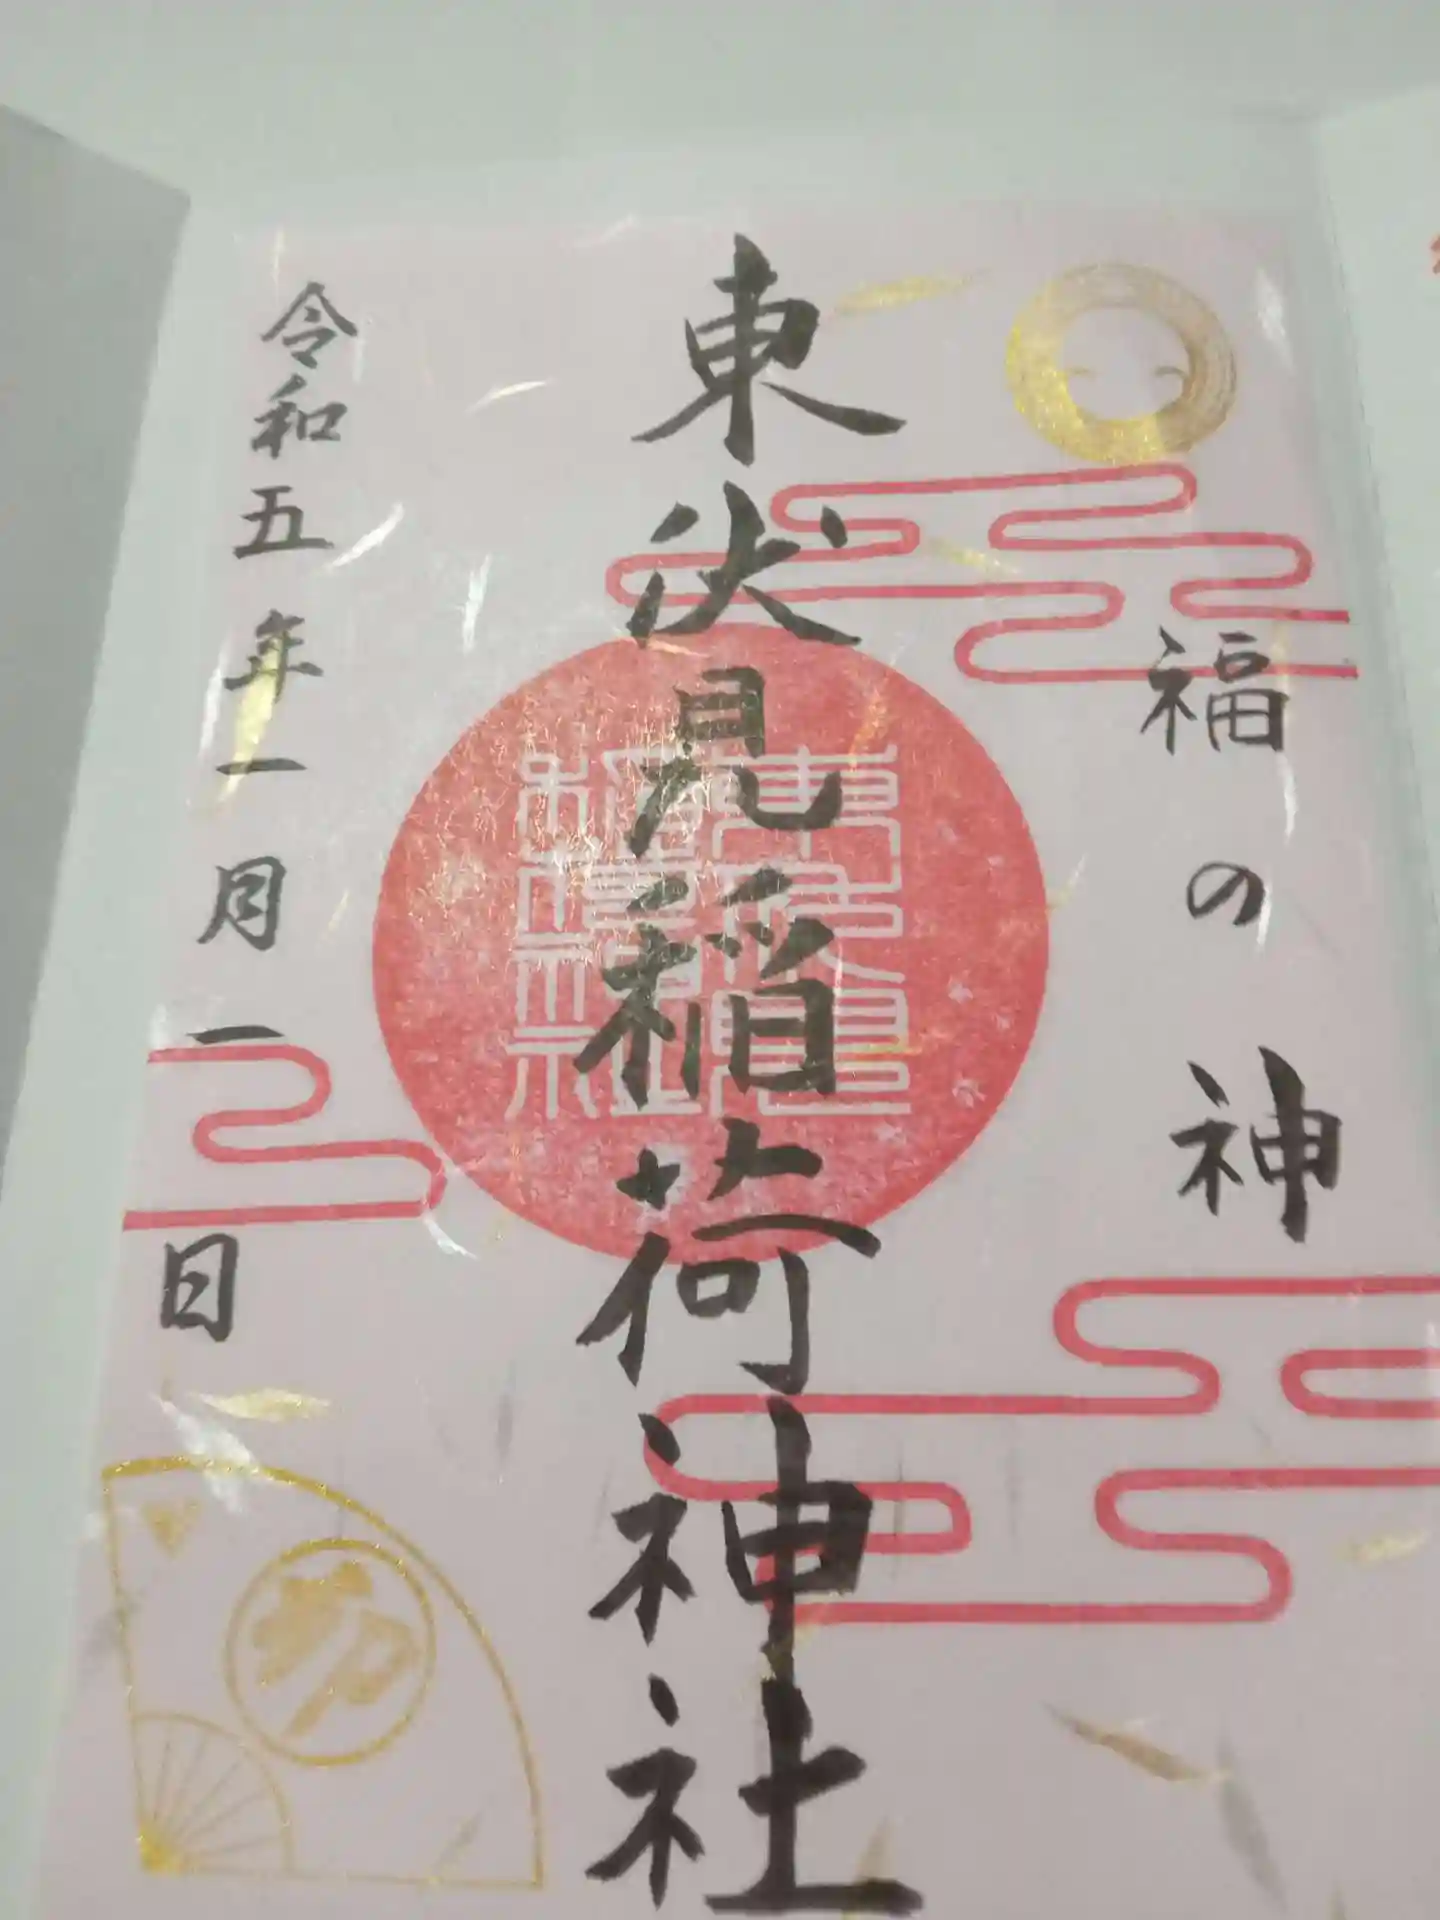 福の神
東伏見稲荷神社
令和五年一月一日